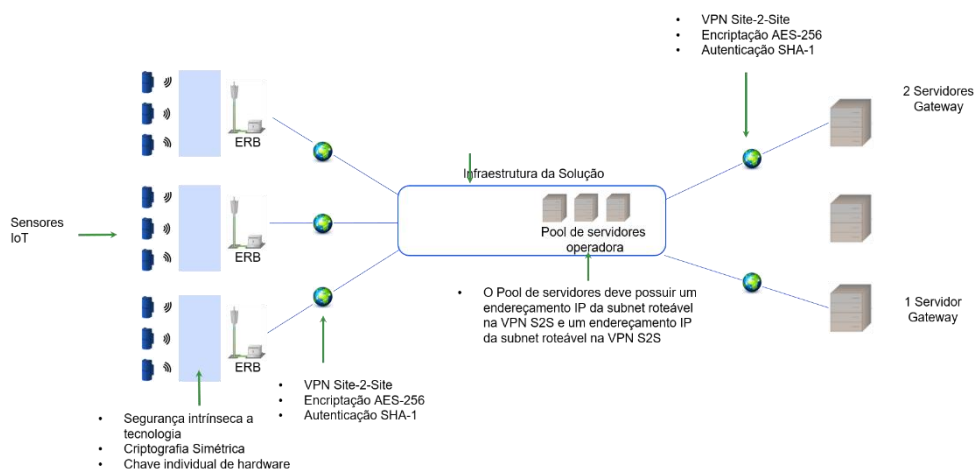 • VPN Site-2-Site
• Encriptação AES-256
• Autenticação SHA-1
2 Servidores
Gateway
ERB
Infraestrutura da Solução
Sensores
IoT
ERB
Pool de servidores
operadora
• O Pool de servidores deve possuir um
endereçamento IP da subnet roteável
na VPN S2S e um endereçamento IP
da subnet roteável na VPN S2S
1 Servidor
Gateway
ERB
• VPN Site-2-Site
• Encriptação AES-256
• Autenticação SHA-1
• Segurança intrínseca a
tecnologia
• Criptografia Simétrica
• Chave individual de hardware